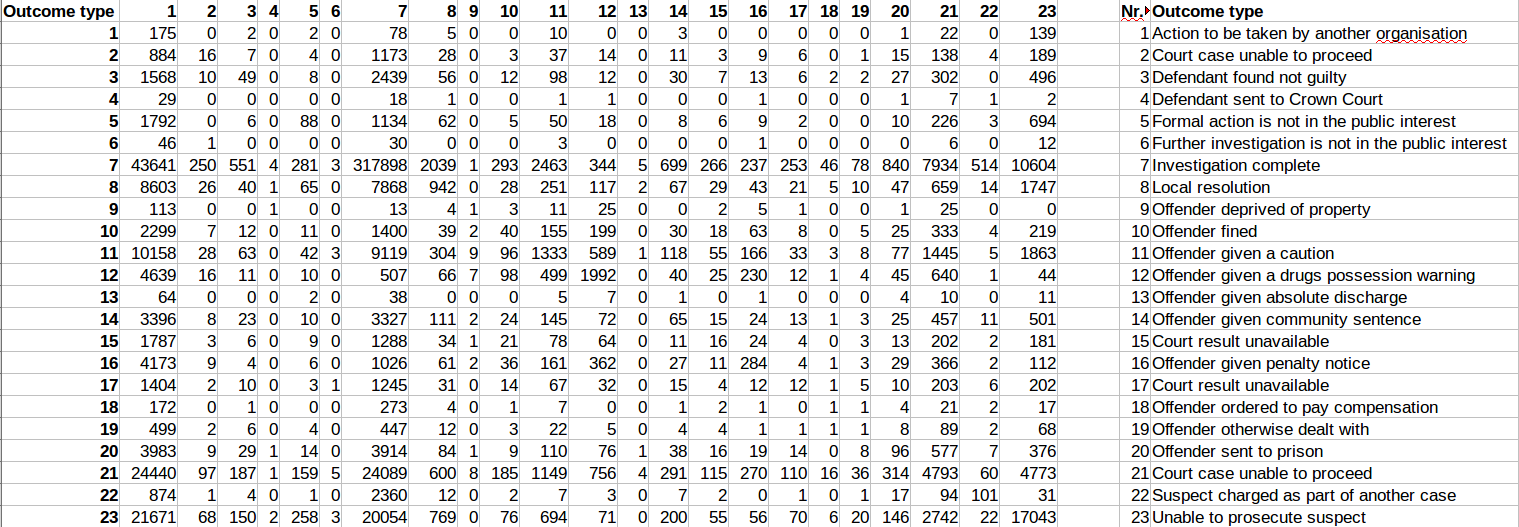 Outcome type 1 2 3 4 5 6 7 8 9 10 11 12 13 14 15 16 17 18 19 20 21 22 23 Nr. Outcome type
1 175 0 2 0 2 0 78 5 0 0 10 0 0 3 0 0 0 0 0 1 22 0 139 1 Action to be taken by another organisation
2 884 16 7 0 4 0 1173 28 0 3 37 14 0 11 3 9 6 0 1 15 138 4 189 2 Court case unable to proceed
3 1568 10 49 0 8 0 2439 56 0 12 98 12 0 30 7 13 6 2 2 27 302 0 496 3 Defendant found not guilty
4 29 0 0 0 0 0 18 1 0 0 1 1 0 0 0 1 0 0 0 1 7 1 2 4 Defendant sent to Crown Court
5 1792 0 6 0 88 0 1134 62 0 5 50 18 0 8 6 9 2 0 0 10 226 3 694 5 Formal action is not in the public interest
6 46 1 0 0 0 0 30 0 0 0 3 0 0 0 0 1 0 0 0 0 6 0 12 6 Further investigation is not in the public interest
7 43641 250 551 4 281 3 317898 2039 1 293 2463 344 5 699 266 237 253 46 78 840 7934 514 10604 7 Investigation complete
8 8603 26 40 1 65 0 7868 942 0 28 251 117 2 67 29 43 21 5 10 47 659 14 1747 8 Local resolution
9 113 0 0 1 0 0 13 4 1 3 11 25 0 0 2 5 1 0 0 1 25 0 0 9 Offender deprived of property
10 2299 7 12 0 11 0 1400 39 2 40 155 199 0 30 18 63 8 0 5 25 333 4 219 10 Offender fined
11 10158 28 63 0 42 3 9119 304 9 96 1333 589 1 118 55 166 33 3 8 77 1445 5 1863 11 Offender given a caution
12 4639 16 11 0 10 0 507 66 7 98 499 1992 0 40 25 230 12 1 4 45 640 1 44 12 Offender given a drugs possession warning
13 64 0 0 0 2 0 38 0 0 0 5 7 0 1 0 1 0 0 0 4 10 0 11 13 Offender given absolute discharge
14 3396 8 23 0 10 0 3327 111 2 24 145 72 0 65 15 24 13 1 3 25 457 11 501 14 Offender given community sentence
15 1787 3 6 0 9 0 1288 34 1 21 78 64 0 11 16 24 4 0 3 13 202 2 181 15 Court result unavailable
16 4173 9 4 0 6 0 1026 61 2 36 161 362 0 27 11 284 4 1 3 29 366 2 112 16 Offender given penalty notice
17 1404 2 10 0 3 1 1245 31 0 14 67 32 0 15 4 12 12 1 5 10 203 6 202 17 Court result unavailable
18 172 0 1 0 0 0 273 4 0 1 7 0 0 1 2 1 0 1 1 4 21 2 17 18 Offender ordered to pay compensation
19 499 2 6 0 4 0 447 12 0 3 22 5 0 4 4 1 1 1 1 8 89 2 68 19 Offender otherwise dealt with
20 3983 9 29 1 14 0 3914 84 1 9 110 76 1 38 16 19 14 0 8 96 577 7 376 20 Offender sent to prison
21 24440 97 187 1 159 5 24089 600 8 185 1149 756 4 291 115 270 110 16 36 314 4793 60 4773 21 Court case unable to proceed
22 874 1 4 0 1 0 2360 12 0 2 7 3 0 7 2 0 1 0 1 17 94 101 31 22 Suspect charged as part of another case
23 21671 68 150 2 258 3 20054 769 0 76 694 71 0 200 55 56 70 6 20 146 2742 22 17043 23 Unable to prosecute suspect